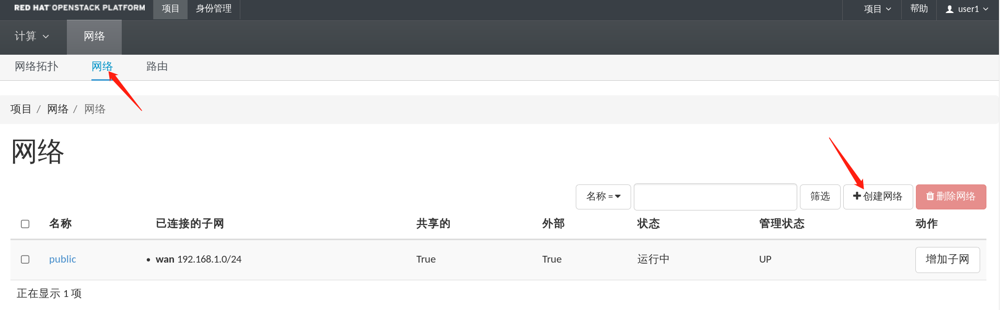 RED HAT OPENSTACK PLATFORM 项目 身份管理 项目 帮助 user1
计算 网络
网络拓扑 网络 路由
项目 / 网络 / 网络
网络
名称 = 筛选 创建网络 删除网络
名称 已连接的子网 共享的 外部 状态 管理状态 动作
public wan 192.168.1.0/24 True True 运行中 UP 增加子网
正在显示 1 项